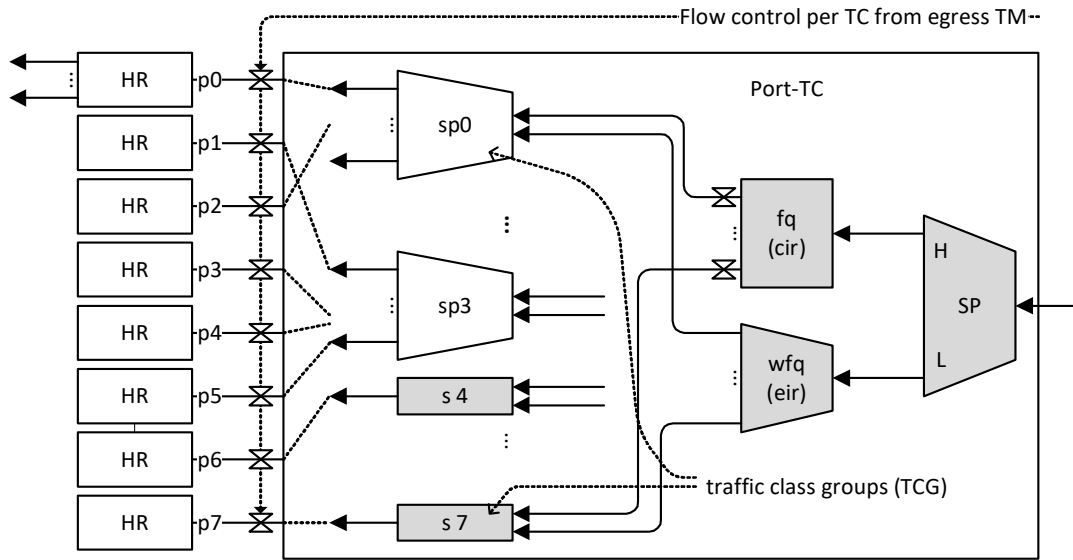 Flow control per TC from egress TM
Port-TC
HR p0
HR p1
HR p2
HR p3
HR p4
HR p5
HR p6
HR p7
sp0
...
sp3
s 4
s 7
fq
(cir)
wfq
(eir)
H
SP
L
traffic class groups (TCG)